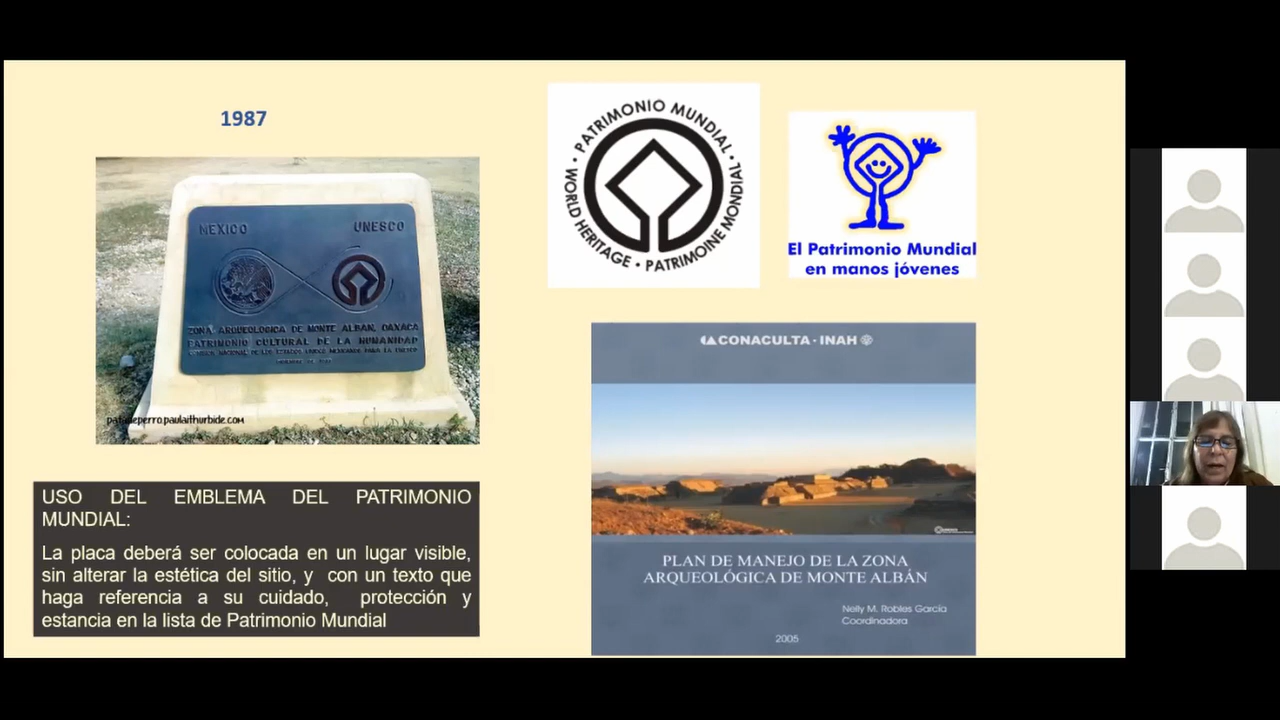 1987
MEXICO UNESCO
ZONA ARQUEOLOGICA DE MONTE ALBAN, OAXACA
PATRIMONIO CULTURAL DE LA HUMANIDAD
patadeperro.paulaithurbide.com
USO DEL EMBLEMA DEL PATRIMONIO
MUNDIAL:
La placa deberá ser colocada en un lugar visible,
sin alterar la estética del sitio, y con un texto que
haga referencia a su cuidado, protección y
estancia en la lista de Patrimonio Mundial
• PATRIMONIO MUNDIAL •
WORLD HERITAGE • PATRIMOINE MONDIAL
El Patrimonio Mundial
en manos jóvenes
CONACULTA · INAH
PLAN DE MANEJO DE LA ZONA
ARQUEOLÓGICA DE MONTE ALBÁN
Nelly M. Robles García
Coordinadora
2005